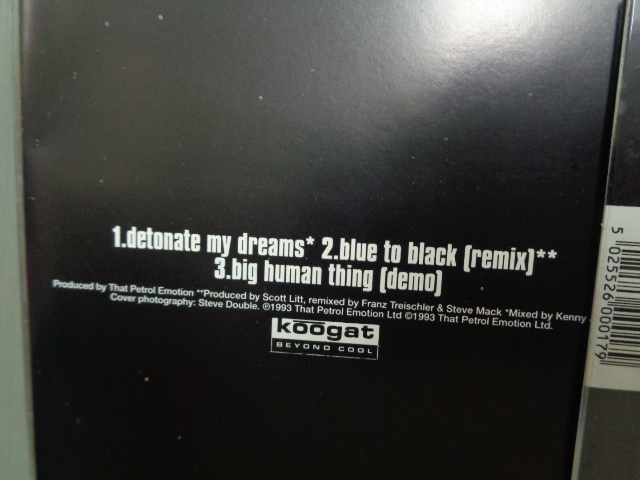 1.detonate my dreams* 2.blue to black (remix)**
3.big human thing (demo)
Produced by That Petrol Emotion **Produced by Scott Litt, remixed by Franz Treischler & Steve Mack *Mixed by Kenny
Cover photography: Steve Double. ℗1993 That Petrol Emotion Ltd ©1993 That Petrol Emotion Ltd.
koogat
BEYOND COOL
5 025526 000179